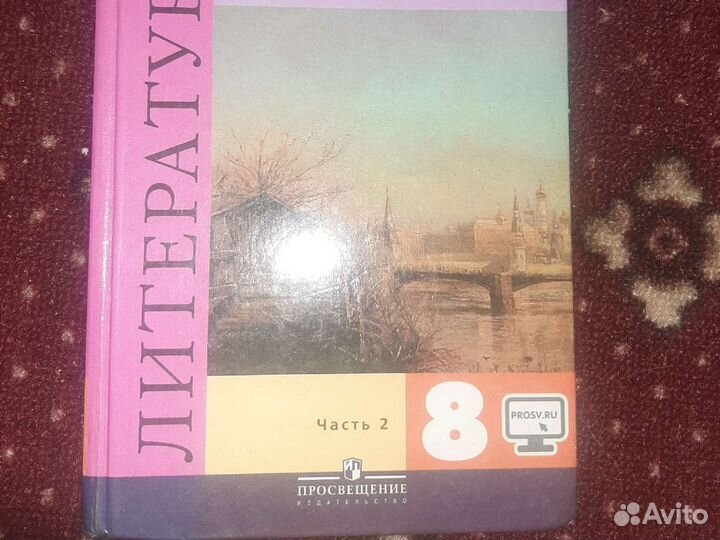 ЛИТЕРАТУР
Часть 2
8
PROSV.RU
ПРОСВЕЩЕНИЕ
ИЗДАТЕЛЬСТВО
Avito